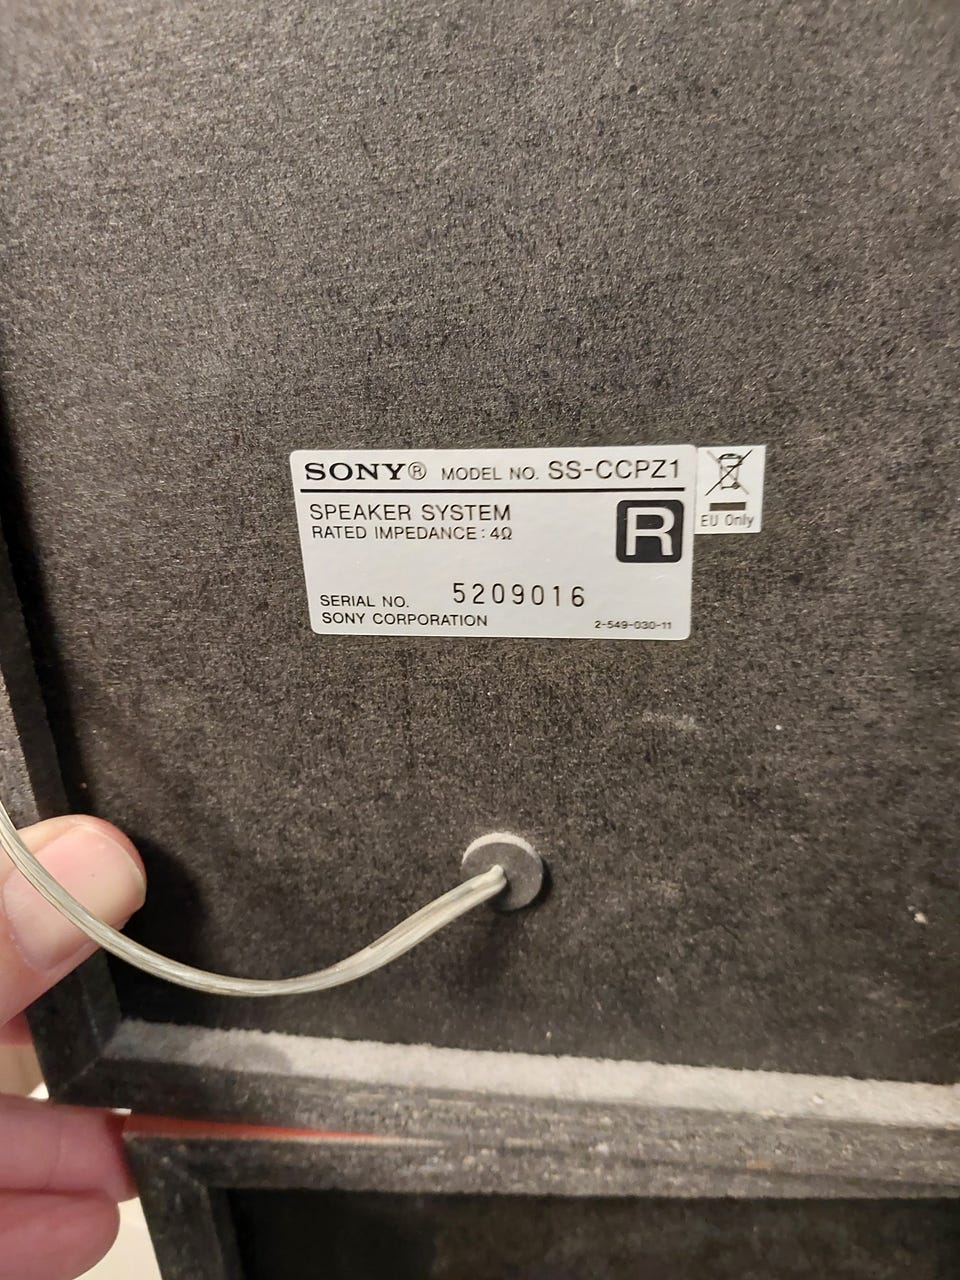 SONY® MODEL NO. SS-CCPZ1
SPEAKER SYSTEM
RATED IMPEDANCE : 4Ω
R
EU Only
SERIAL NO. 5209016
SONY CORPORATION 2-549-030-11